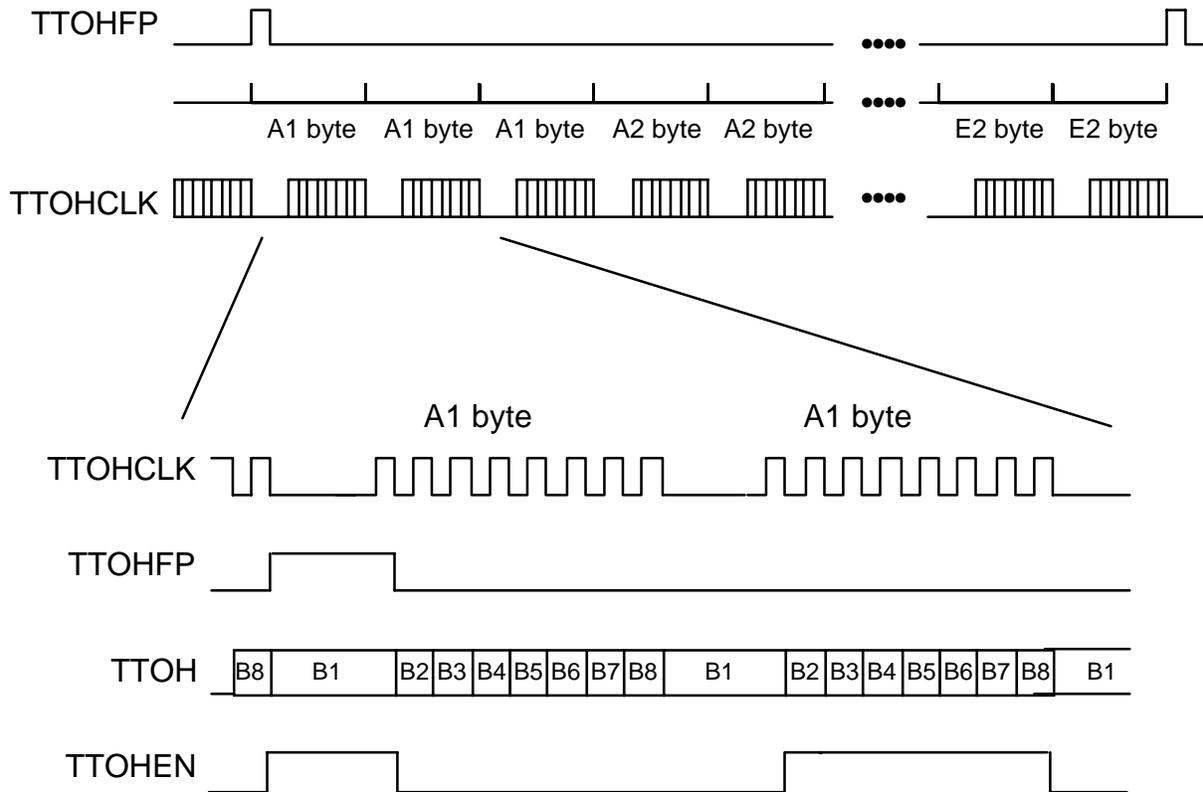 TTOHFP
A1 byte A1 byte A1 byte A2 byte A2 byte E2 byte E2 byte
TTOHCLK
A1 byte A1 byte
TTOHCLK
TTOHFP
TTOH B8 B1 B2 B3 B4 B5 B6 B7 B8 B1 B2 B3 B4 B5 B6 B7 B8 B1
TTOHEN